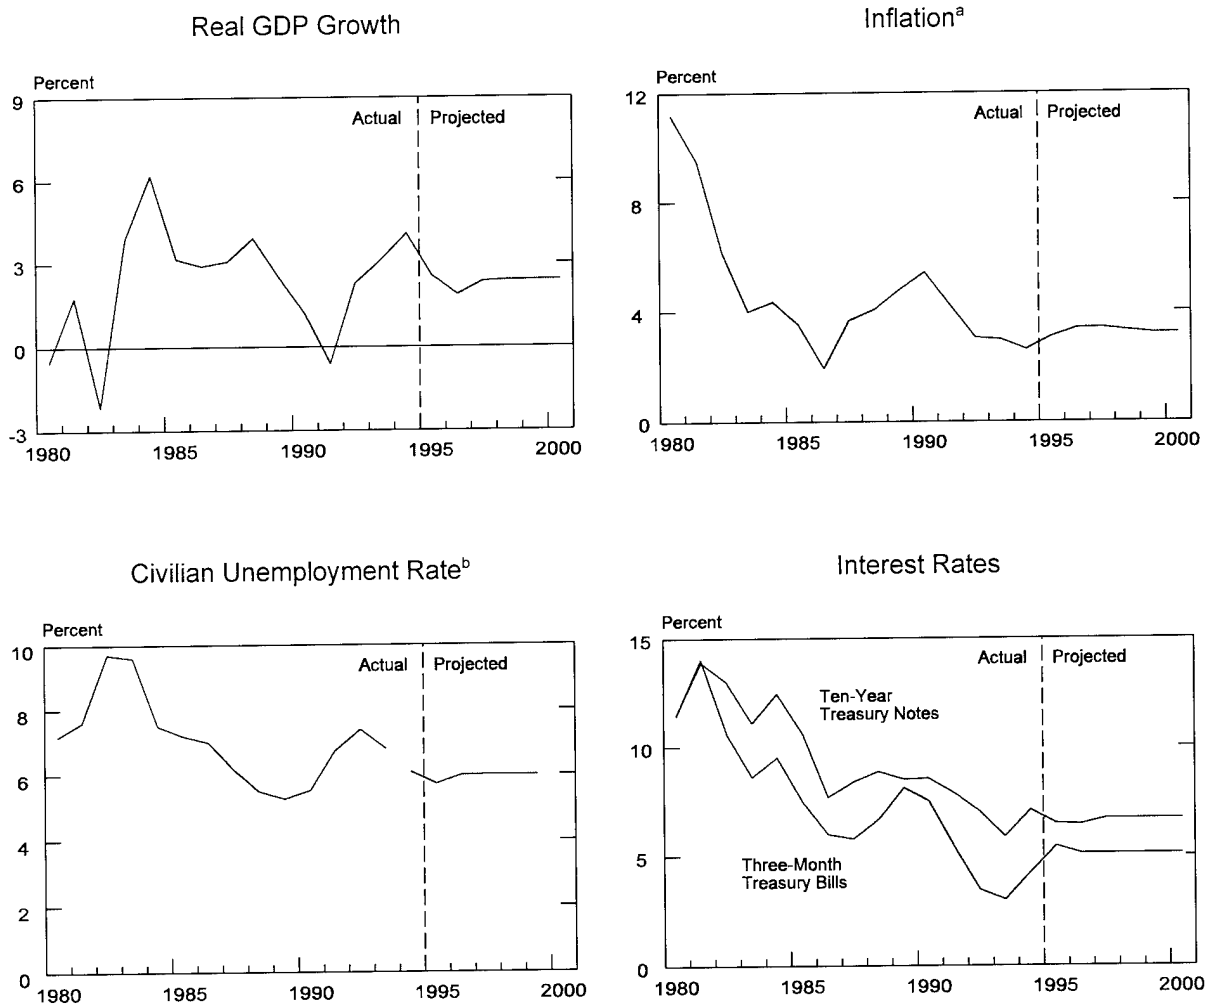 Real GDP Growth
Percent
9
6
3
0
-3
Actual
Projected
1980
1985
1990
1995
2000
Inflationa
Percent
12
8
4
0
Actual
Projected
1980
1985
1990
1995
2000
Civilian Unemployment Rateb
Percent
10
8
6
4
2
0
Actual
Projected
1980
1985
1990
1995
2000
Interest Rates
Percent
15
10
5
0
Actual
Projected
Ten-Year
Treasury Notes
Three-Month
Treasury Bills
1980
1985
1990
1995
2000